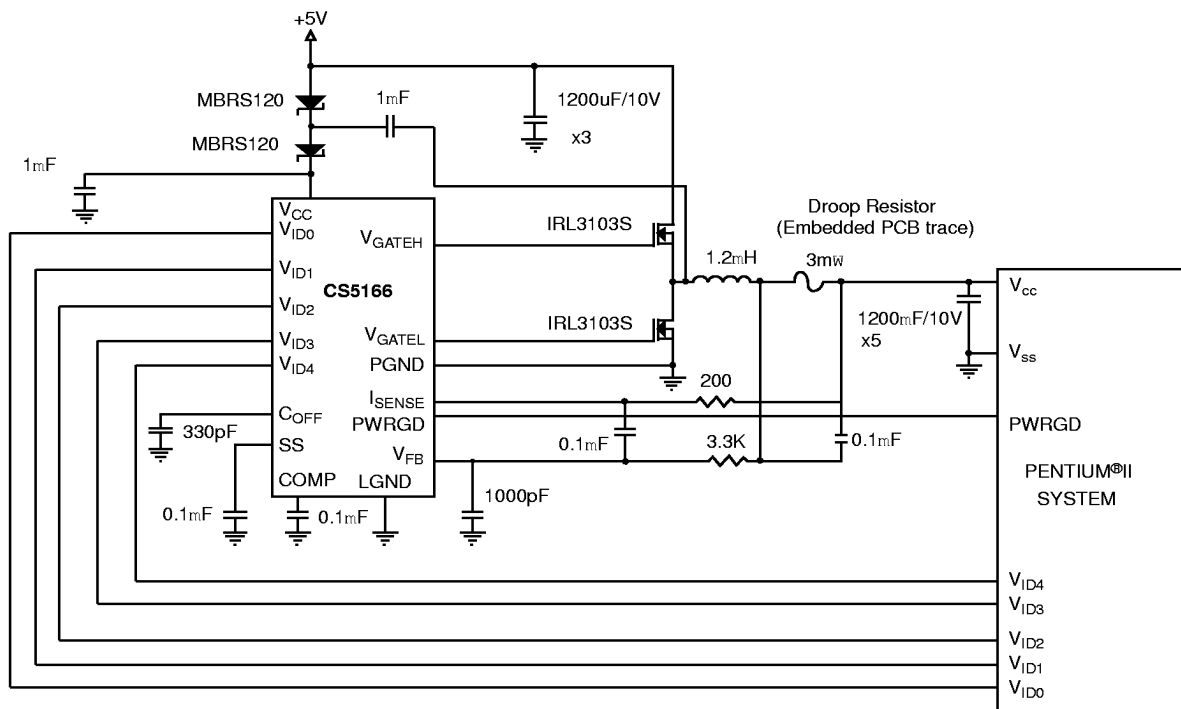 +5V
MBRS120
MBRS120
1mF
1mF
1200uF/10V
x3
VCC
VID0
VID1
VID2
VID3
VID4
COFF
SS
COMP
CS5166
VGATEH
VGATEL
PGND
ISENSE
PWRGD
VFB
LGND
IRL3103S
IRL3103S
Droop Resistor
(Embedded PCB trace)
1.2mH
3mw
1200mF/10V
x5
200
3.3K
0.1mF
0.1mF
330pF
0.1mF
0.1mF
1000pF
Vcc
Vss
PWRGD
PENTIUM®II
SYSTEM
VID4
VID3
VID2
VID1
VID0